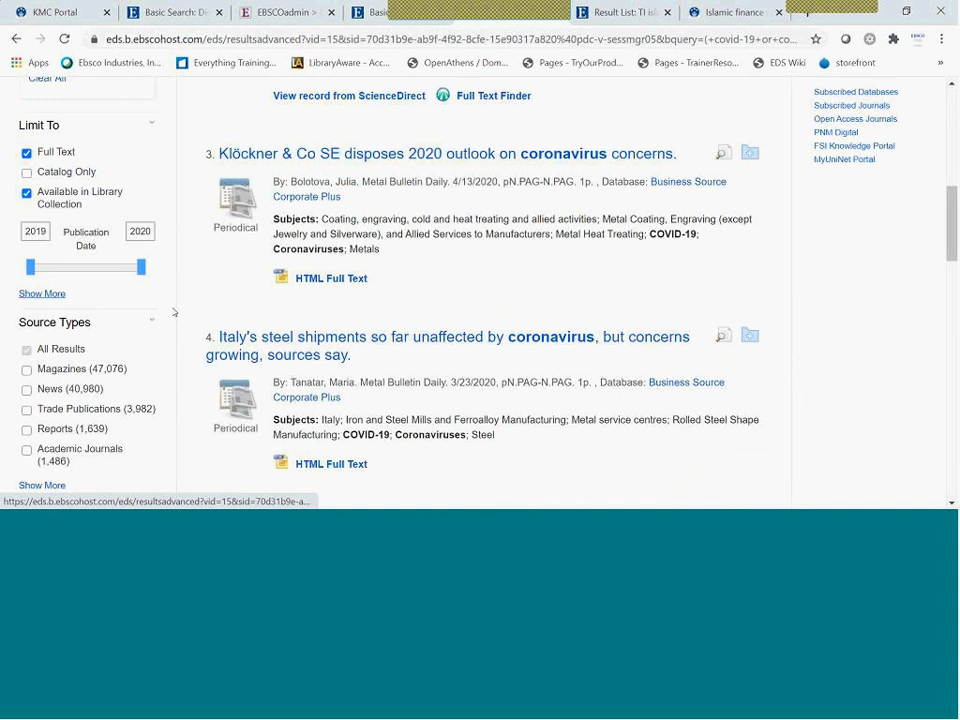 KMC Portal
Basic Search: Di
EBSCOadmin >
Basi
Result List: TI is
Islamic finance
eds.b.ebscohost.com/eds/resultsadvanced?vid=15&sid=70d31b9e-ab9f-4f92-8cfe-15e90317a820%40pdc-v-sessmgr05&bquery=(+covid-19+or+co...
Apps
Ebsco Industries, In...
Everything Training...
LibraryAware - Acc...
OpenAthens / Dom...
Pages - TryOurProd...
Pages - TrainerReso...
EDS Wiki
storefront
»
Clear All
Limit To
Full Text
Catalog Only
Available in Library
Collection
2019 Publication 2020
Date
Show More
Source Types
All Results
Magazines (47,076)
News (40,980)
Trade Publications (3,982)
Reports (1,639)
Academic Journals
(1,486)
Show More
View record from ScienceDirect Full Text Finder
3. Klöckner & Co SE disposes 2020 outlook on coronavirus concerns.
Periodical
By: Bolotova, Julia. Metal Bulletin Daily. 4/13/2020, pN.PAG-N.PAG. 1p. , Database: Business Source
Corporate Plus
Subjects: Coating, engraving, cold and heat treating and allied activities; Metal Coating, Engraving (except
Jewelry and Silverware), and Allied Services to Manufacturers; Metal Heat Treating; COVID-19;
Coronaviruses; Metals
HTML Full Text
4. Italy's steel shipments so far unaffected by coronavirus, but concerns
growing, sources say.
Periodical
By: Tanatar, Maria. Metal Bulletin Daily. 3/23/2020, pN.PAG-N.PAG. 1p. , Database: Business Source
Corporate Plus
Subjects: Italy; Iron and Steel Mills and Ferroalloy Manufacturing; Metal service centres; Rolled Steel Shape
Manufacturing; COVID-19; Coronaviruses; Steel
HTML Full Text
Subscribed Databases
Subscribed Journals
Open Access Journals
PNM Digital
FSI Knowledge Portal
MyUniNet Portal
https://eds.b.ebscohost.com/eds/resultsadvanced?vid=15&sid=70d31b9e-a...